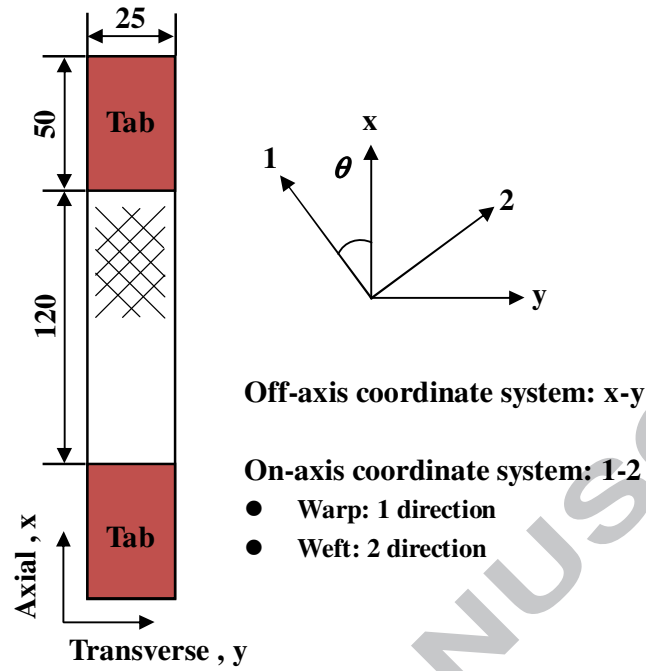 25
50
Tab
120
Tab
Axial , x
Transverse , y
x
1
θ
2
y
Off-axis coordinate system: x-y
On-axis coordinate system: 1-2
● Warp: 1 direction
● Weft: 2 direction
NUS